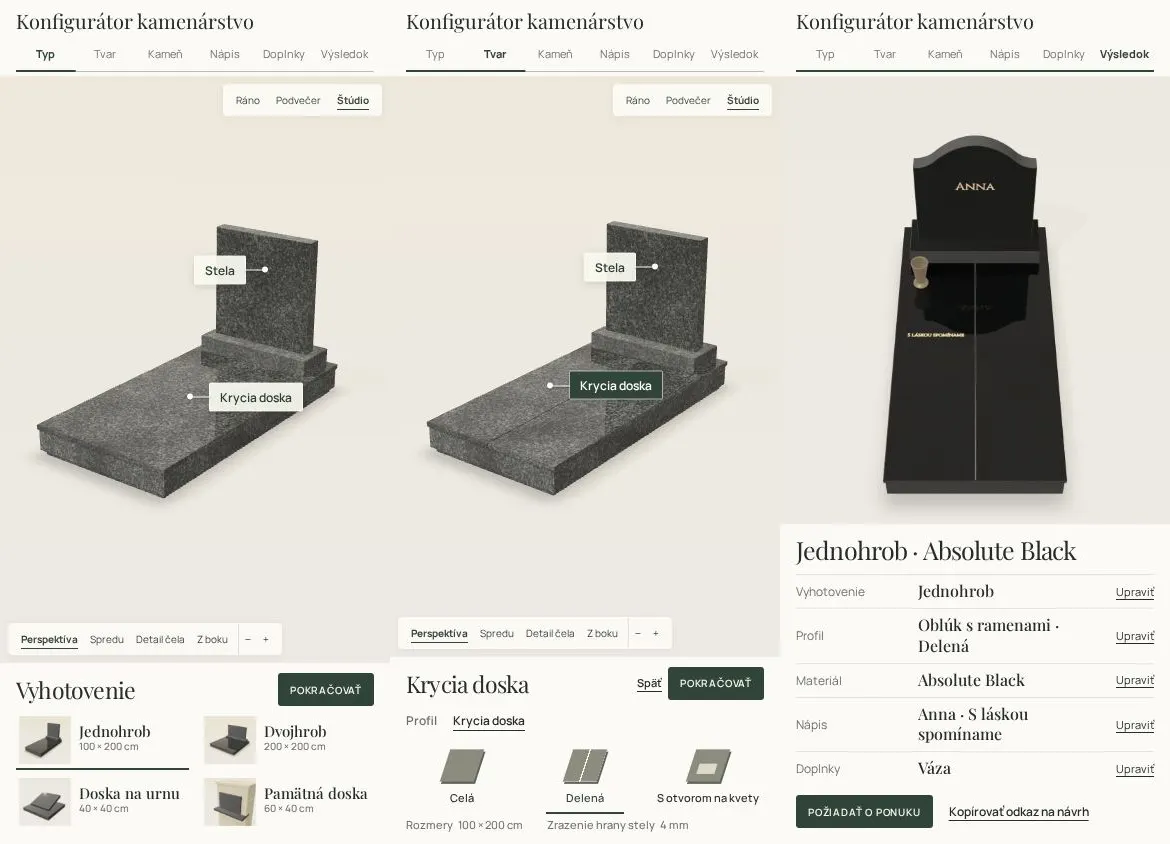 Konfigurátor kamenárstvo
Typ Tvar Kameň Nápis Doplnky Výsledok
Ráno Podvečer Štúdio
Stela
Krycia doska
Perspektíva Spredu Detail čela Z boku − +
Vyhotovenie
POKRAČOVAŤ
Jednohrob
100 × 200 cm
Dvojhrob
200 × 200 cm
Doska na urnu
40 × 40 cm
Pamätná doska
60 × 40 cm
Konfigurátor kamenárstvo
Typ Tvar Kameň Nápis Doplnky Výsledok
Ráno Podvečer Štúdio
Stela
Krycia doska
Perspektíva Spredu Detail čela Z boku − +
Krycia doska
Späť POKRAČOVAŤ
Profil Krycia doska
Celá Delená S otvorom na kvety
Rozmery 100 × 200 cm Zrazenie hrany stely 4 mm
Konfigurátor kamenárstvo
Typ Tvar Kameň Nápis Doplnky Výsledok
ANNA
S LÁSKOU SPOMÍNAME
Jednohrob · Absolute Black
Vyhotovenie Jednohrob Upraviť
Profil Oblúk s ramenami · Upraviť
Delená
Materiál Absolute Black Upraviť
Nápis Anna · S láskou Upraviť
spomíname
Doplnky Váza Upraviť
POŽIADAŤ O PONUKU Kopírovať odkaz na návrh